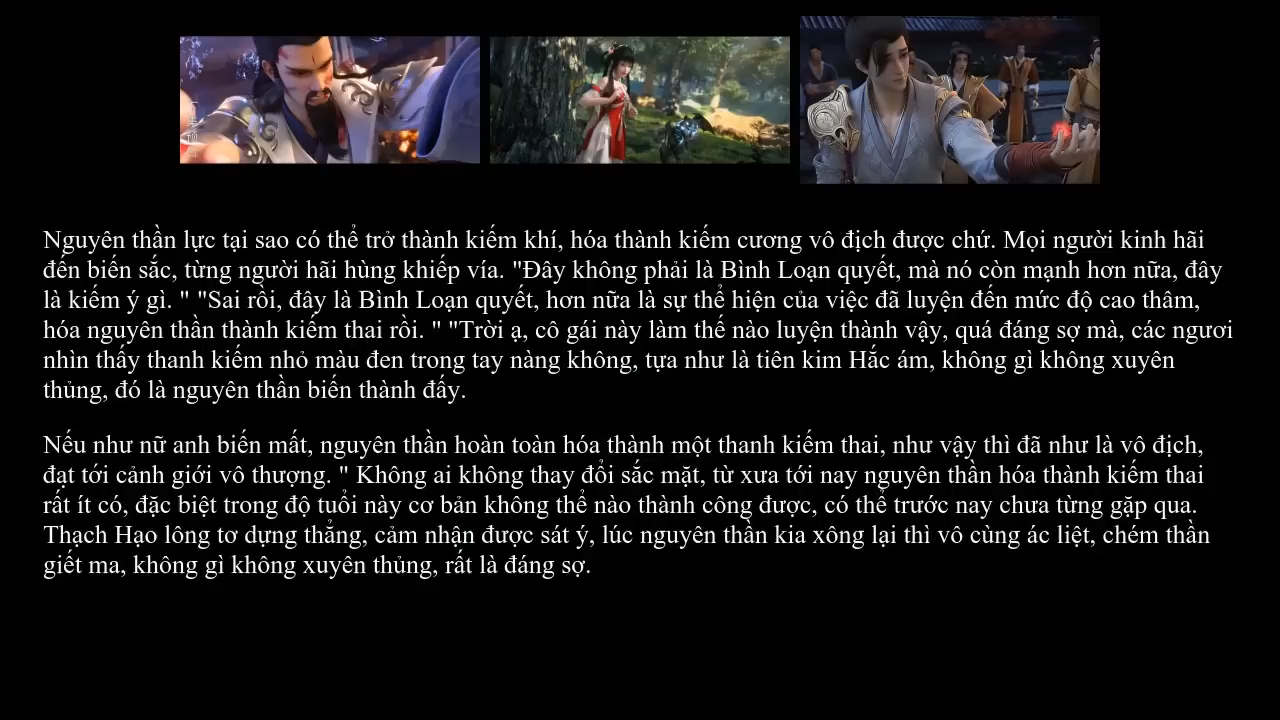 Nguyên thần lực tại sao có thể trở thành kiếm khí, hóa thành kiếm cương vô địch được chứ. Mọi người kinh hãi
đến biến sắc, từng người hãi hùng khiếp vía. "Đây không phải là Bình Loạn quyết, mà nó còn mạnh hơn nữa, đây
là kiếm ý gì. " "Sai rồi, đây là Bình Loạn quyết, hơn nữa là sự thể hiện của việc đã luyện đến mức độ cao thâm,
hóa nguyên thần thành kiếm thai rồi. " "Trời ạ, cô gái này làm thế nào luyện thành vậy, quá đáng sợ mà, các ngươi
nhìn thấy thanh kiếm nhỏ màu đen trong tay nàng không, tựa như là tiên kim Hắc ám, không gì không xuyên
thủng, đó là nguyên thần biến thành đấy.
Nếu như nữ anh biến mất, nguyên thần hoàn toàn hóa thành một thanh kiếm thai, như vậy thì đã như là vô địch,
đạt tới cảnh giới vô thượng. " Không ai không thay đổi sắc mặt, từ xưa tới nay nguyên thần hóa thành kiếm thai
rất ít có, đặc biệt trong độ tuổi này cơ bản không thể nào thành công được, có thể trước nay chưa từng gặp qua.
Thạch Hạo lông tơ dựng thẳng, cảm nhận được sát ý, lúc nguyên thần kia xông lại thì vô cùng ác liệt, chém thần
giết ma, không gì không xuyên thủng, rất là đáng sợ.